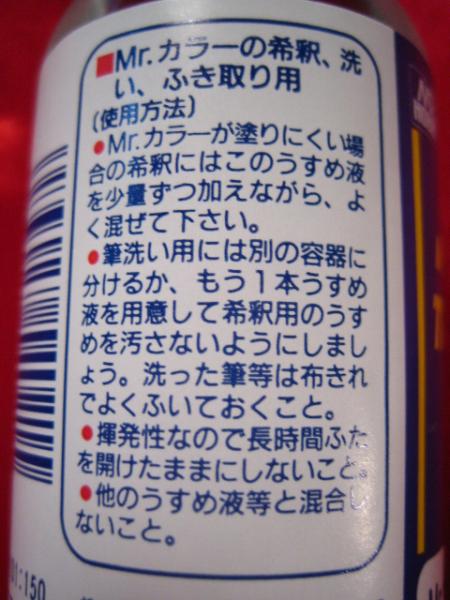 ■Mr.カラーの希釈、洗
い、ふき取り用
(使用方法)
●Mr.カラーが塗りにくい場
合の希釈にはこのうすめ液
を少量ずつ加えながら、よ
く混ぜて下さい。
●筆洗い用には別の容器に
分けるか、もう1本うすめ
液を用意して希釈用のうす
めを汚さないようにしまし
ょう。洗った筆等は布きれ
でよくふいておくこと。
●揮発性なので長時間ふた
を開けたままにしないこと。
●他のうすめ液等と混合し
ないこと。
01:150